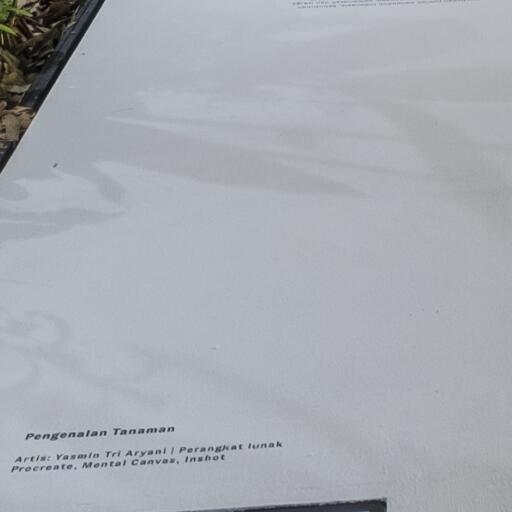 Pengenalan Tanaman
Artis: Yasmin Tri Aryani | Perangkat lunak
Procreate, Mental Canvas, Inshot